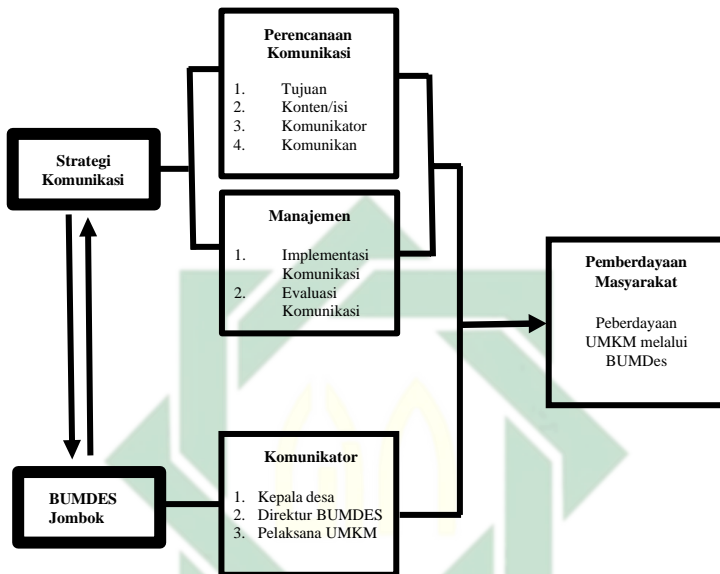 Perencanaan
Komunikasi
1. Tujuan
2. Konten/isi
3. Komunikator
4. Komunikan
Strategi
Komunikasi
Manajemen
1. Implementasi
Komunikasi
2. Evaluasi
Komunikasi
Pemberdayaan
Masyarakat
Peberdayaan
UMKM melalui
BUMDes
BUMDES
Jombok
Komunikator
1. Kepala desa
2. Direktur BUMDES
3. Pelaksana UMKM